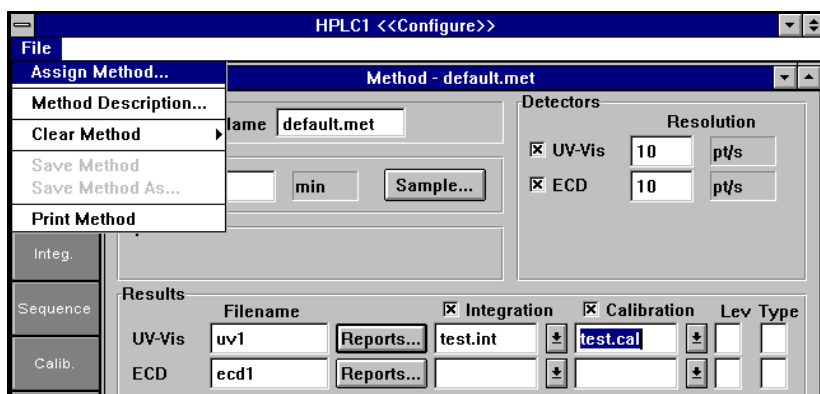 HPLC1 <<Configure>>
File
Assign Method...
Method Description...
Clear Method
Save Method
Save Method As...
Print Method
Method - default.met
lame default.met
min Sample...
Detectors
Resolution
UV-Vis 10 pt/s
ECD 10 pt/s
Integ.
Sequence
Calib.
Results
Filename Integration Calibration Lev Type
UV-Vis uv1 Reports... test.int test.cal
ECD ecd1 Reports...